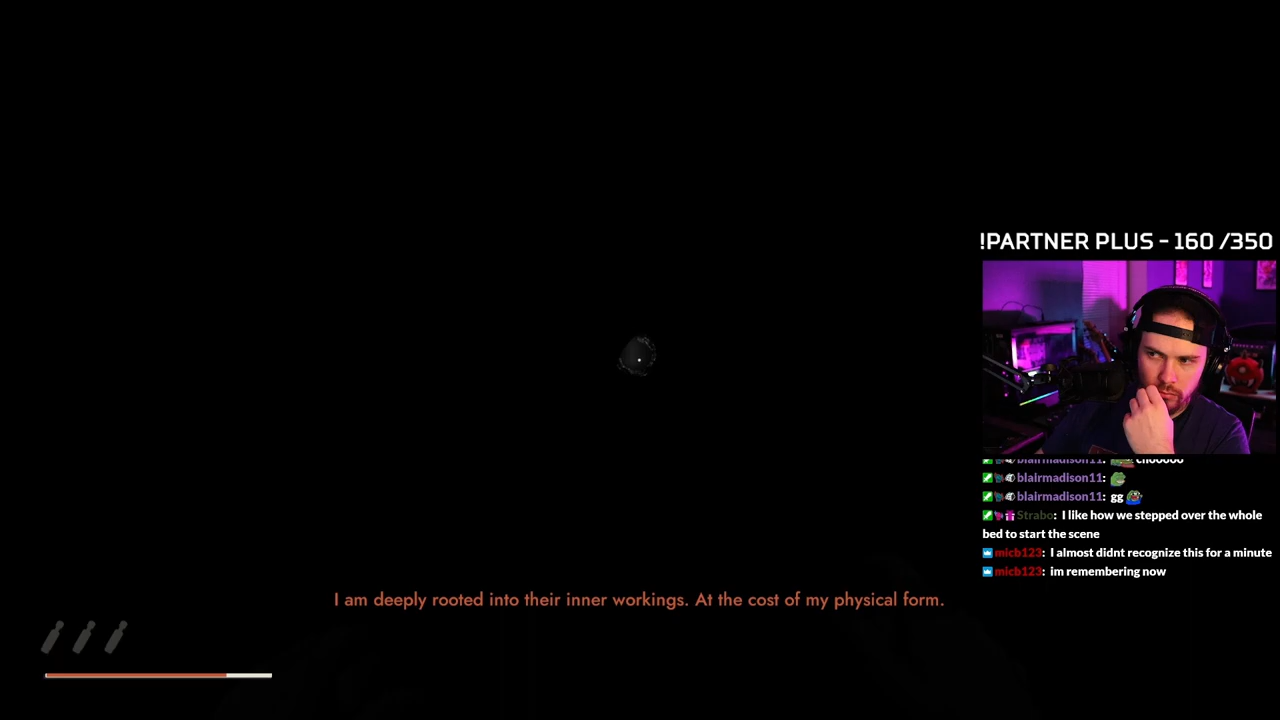 !PARTNER PLUS - 160 /350
blairmadison11: chooooo
blairmadison11:
blairmadison11: gg
Strabo: I like how we stepped over the whole
bed to start the scene
micb123: I almost didnt recognize this for a minute
micb123: im remembering now
I am deeply rooted into their inner workings. At the cost of my physical form.